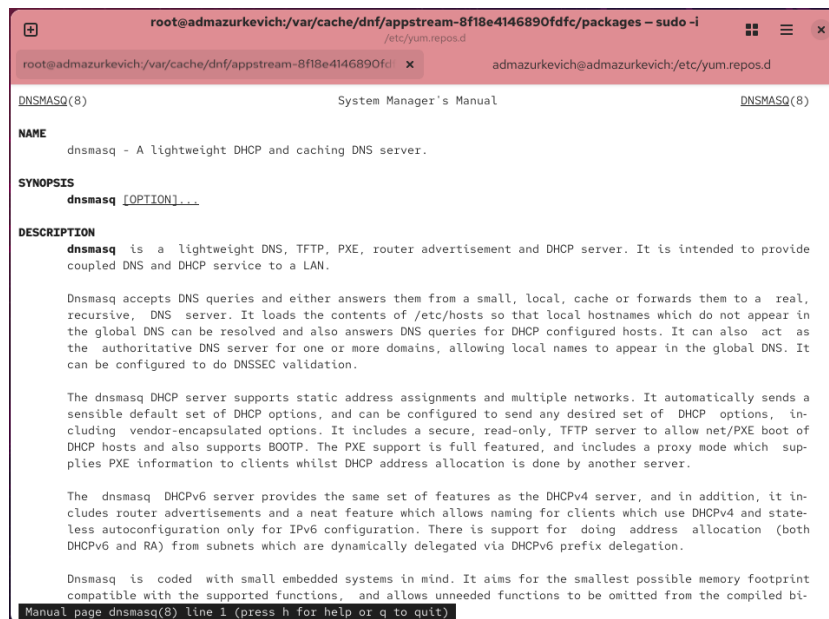 root@admazurkevich:/var/cache/dnf/appstream-8f18e4146890fdfc/packages — sudo -i
/etc/yum.repos.d
root@admazurkevich:/var/cache/dnf/appstream-8f18e4146890fd
admazurkevich@admazurkevich:/etc/yum.repos.d
DNSMASQ(8) System Manager's Manual DNSMASQ(8)
NAME
dnsmasq - A lightweight DHCP and caching DNS server.
SYNOPSIS
dnsmasq [OPTION]...
DESCRIPTION
dnsmasq is a lightweight DNS, TFTP, PXE, router advertisement and DHCP server. It is intended to provide
coupled DNS and DHCP service to a LAN.
Dnsmasq accepts DNS queries and either answers them from a small, local, cache or forwards them to a real,
recursive, DNS server. It loads the contents of /etc/hosts so that local hostnames which do not appear in
the global DNS can be resolved and also answers DNS queries for DHCP configured hosts. It can also act as
the authoritative DNS server for one or more domains, allowing local names to appear in the global DNS. It
can be configured to do DNSSEC validation.
The dnsmasq DHCP server supports static address assignments and multiple networks. It automatically sends a
sensible default set of DHCP options, and can be configured to send any desired set of DHCP options, in‐
cluding vendor-encapsulated options. It includes a secure, read-only, TFTP server to allow net/PXE boot of
DHCP hosts and also supports BOOTP. The PXE support is full featured, and includes a proxy mode which sup‐
plies PXE information to clients whilst DHCP address allocation is done by another server.
The dnsmasq DHCPv6 server provides the same set of features as the DHCPv4 server, and in addition, it in‐
cludes router advertisements and a neat feature which allows naming for clients which use DHCPv4 and state‐
less autoconfiguration only for IPv6 configuration. There is support for doing address allocation (both
DHCPv6 and RA) from subnets which are dynamically delegated via DHCPv6 prefix delegation.
Dnsmasq is coded with small embedded systems in mind. It aims for the smallest possible memory footprint
compatible with the supported functions, and allows unneeded functions to be omitted from the compiled bi‐
Manual page dnsmasq(8) line 1 (press h for help or q to quit)